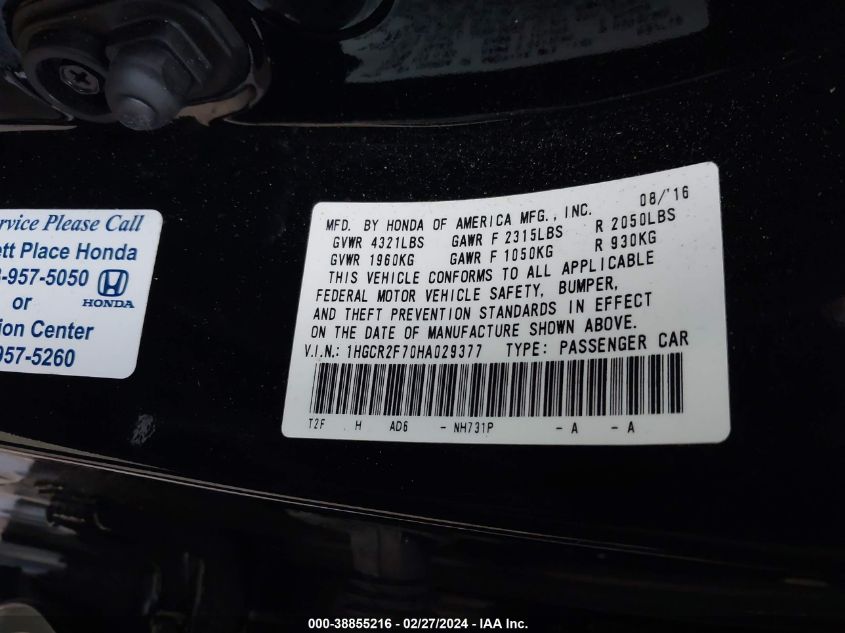 ervice Please Call
ett Place Honda
-957-5050
HONDA
or
ion Center
957-5260
08/'16
MFD. BY HONDA OF AMERICA MFG., INC.
GVWR 4321LBS GAWR F 2315LBS R 2050LBS
GVWR 1960KG GAWR F 1050KG R 930KG
THIS VEHICLE CONFORMS TO ALL APPLICABLE
FEDERAL MOTOR VEHICLE SAFETY, BUMPER,
AND THEFT PREVENTION STANDARDS IN EFFECT
ON THE DATE OF MANUFACTURE SHOWN ABOVE.
V.I.N.: 1HGCR2F70HA029377 TYPE: PASSENGER CAR
T2F H AD6 - NH731P - A - A
000-38855216 - 02/27/2024 - IAA Inc.